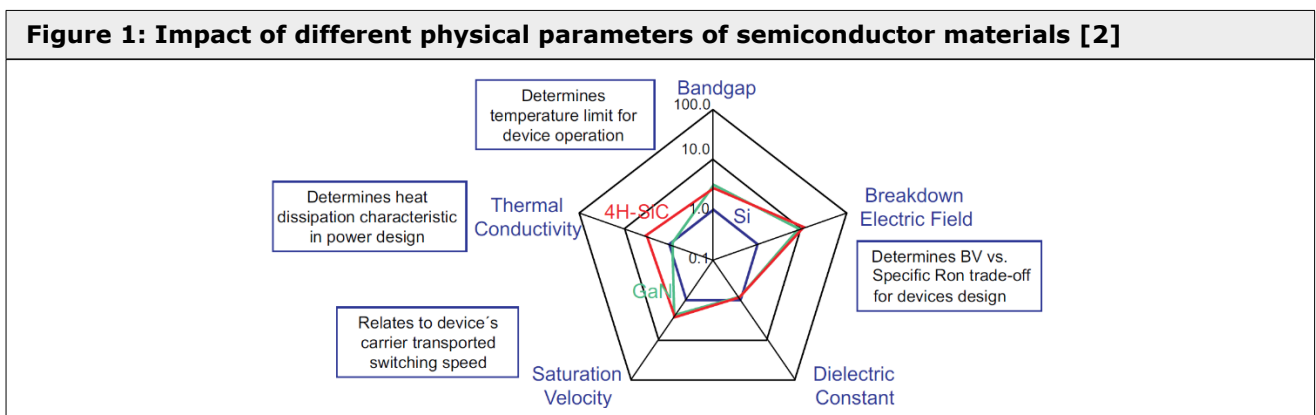 Figure 1: Impact of different physical parameters of semiconductor materials [2]
Determines
temperature limit for
device operation
Bandgap
100.0
10.0
1.0
0.1
Determines heat
dissipation characteristic
in power design
Thermal
Conductivity
4H-SiC
Si
GaN
Breakdown
Electric Field
Determines BV vs.
Specific Ron trade-off
for devices design
Relates to device´s
carrier transported
switching speed
Saturation
Velocity
Dielectric
Constant